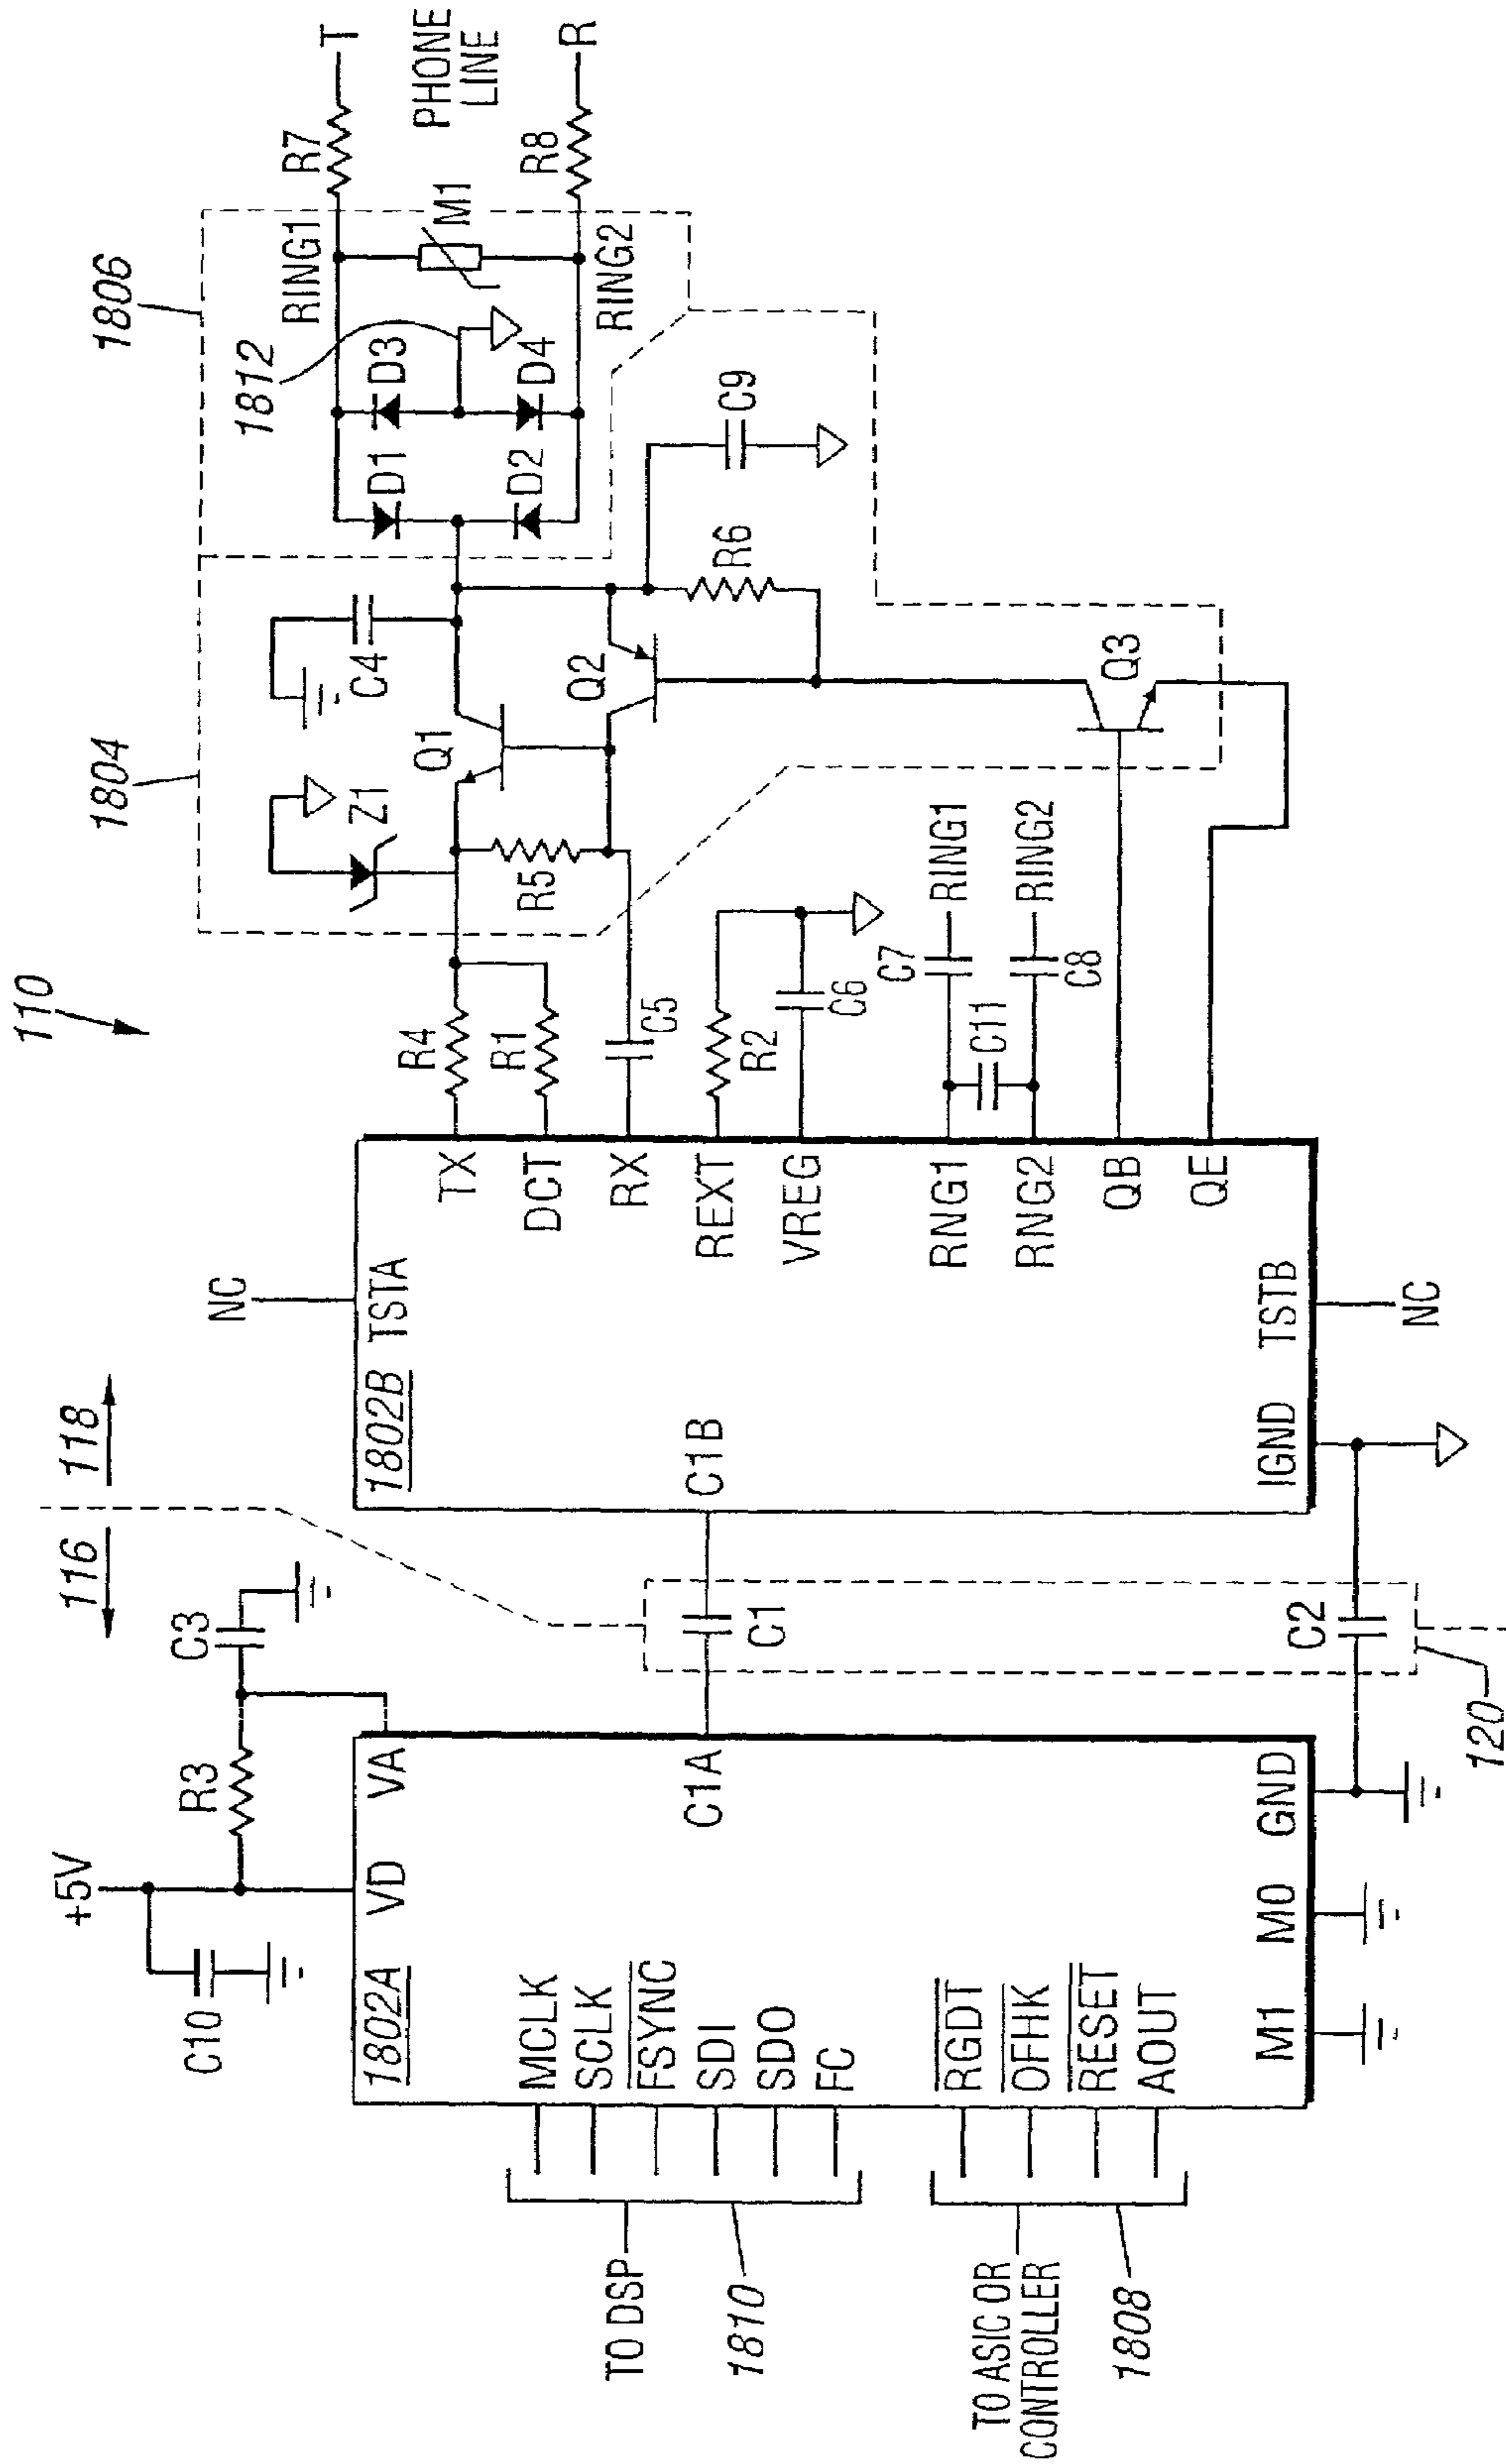 110
116
118
+5V
C10
R3
C3
1802A
VD
VA
MCLK
SCLK
FSYNC
SDI
SDO
FC
RGDT
OFHK
RESET
AOUT
M1
M0
GND
C1A
TO DSP
1810
TO ASIC OR
CONTROLLER
1808
C1
C2
120
NC
1802B
TSTA
C1B
IGND
TSTB
NC
TX
DCT
RX
REXT
VREG
RNG1
RNG2
QB
QE
R4
R1
C5
R2
C6
C7
RING1
C11
C8
RING2
1804
Z1
R5
Q1
C4
Q2
R6
C9
Q3
1806
1812
D1
D3
D2
D4
RING1
M1
RING2
R7
T
PHONE
LINE
R8
R